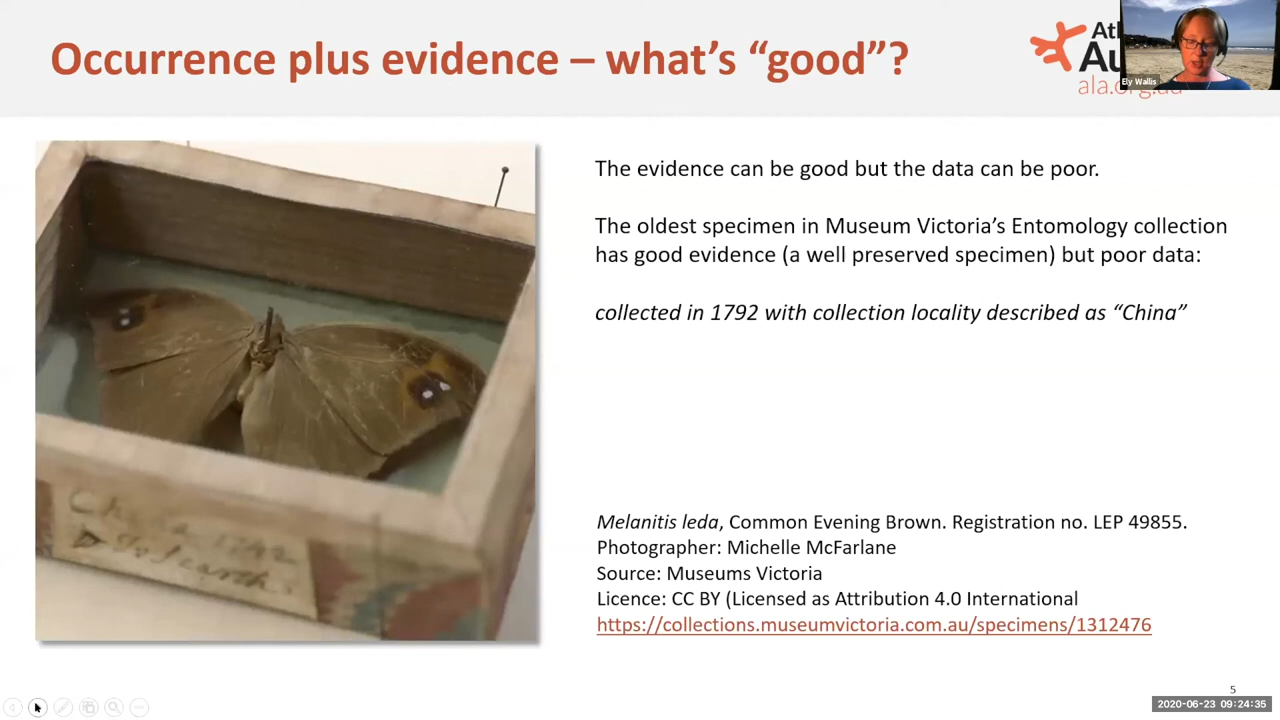 Occurrence plus evidence – what’s “good”?
Ely Wallis
ala.org.au
The evidence can be good but the data can be poor.
The oldest specimen in Museum Victoria’s Entomology collection
has good evidence (a well preserved specimen) but poor data:
collected in 1792 with collection locality described as “China”
1792
Melanitis leda, Common Evening Brown. Registration no. LEP 49855.
Photographer: Michelle McFarlane
Source: Museums Victoria
Licence: CC BY (Licensed as Attribution 4.0 International
https://collections.museumvictoria.com.au/specimens/1312476
5
2020-06-23 09:24:35